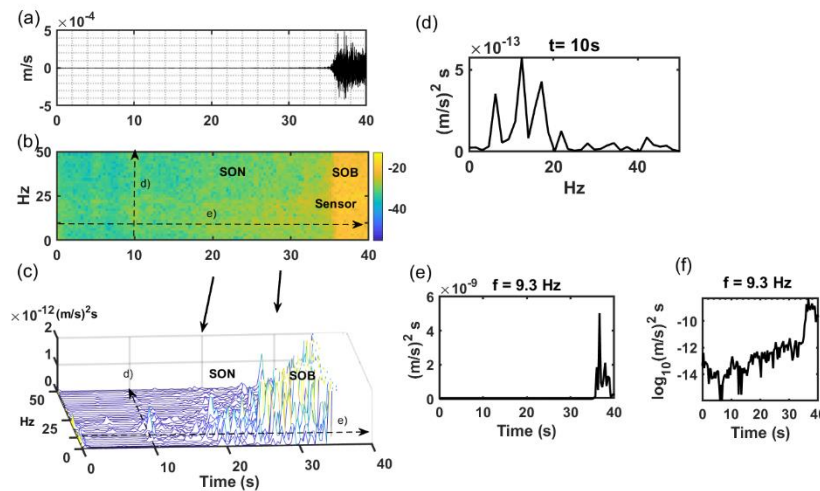 (a)
×10⁻⁴
5
0
-5
m/s
0 10 20 30 40
(b)
50
25
0
Hz
SON
SOB
Sensor
d)
e)
-20
-40
0 10 20 30 40
(c)
×10⁻¹²(m/s)²s
2
1
0
50
25
0
Hz
d)
SON
SOB
e)
0 10 20 30 40
Time (s)
(d)
×10⁻¹³
t= 10s
5
0
(m/s)² s
0 20 40
Hz
(e)
×10⁻⁹
f = 9.3 Hz
6
4
2
0
(m/s)² s
0 10 20 30 40
Time (s)
(f)
f = 9.3 Hz
-10
-12
-14
log₁₀(m/s)² s
0 20 40
Time (s)